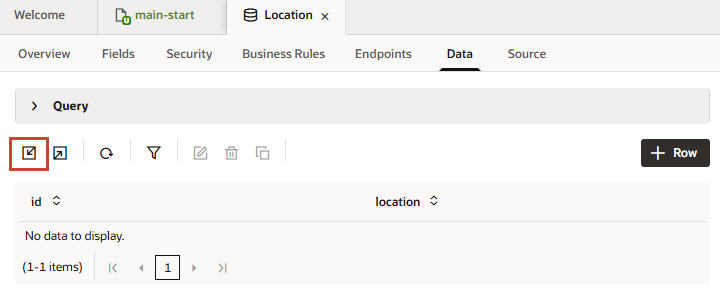 Welcome main-start Location ×
Overview Fields Security Business Rules Endpoints Data Source
Query
+ Row
id location
No data to display.
(1-1 items) 1